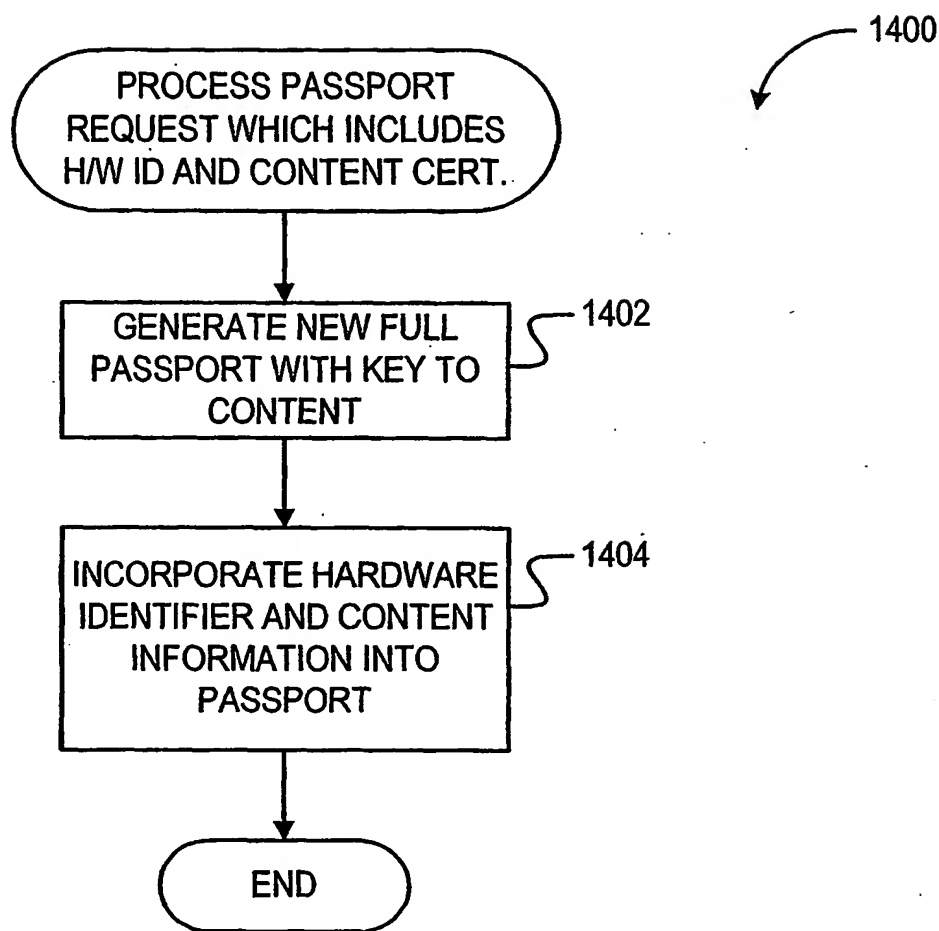 1400
PROCESS PASSPORT
REQUEST WHICH INCLUDES
H/W ID AND CONTENT CERT.
GENERATE NEW FULL
PASSPORT WITH KEY TO
CONTENT
1402
INCORPORATE HARDWARE
IDENTIFIER AND CONTENT
INFORMATION INTO
PASSPORT
1404
END